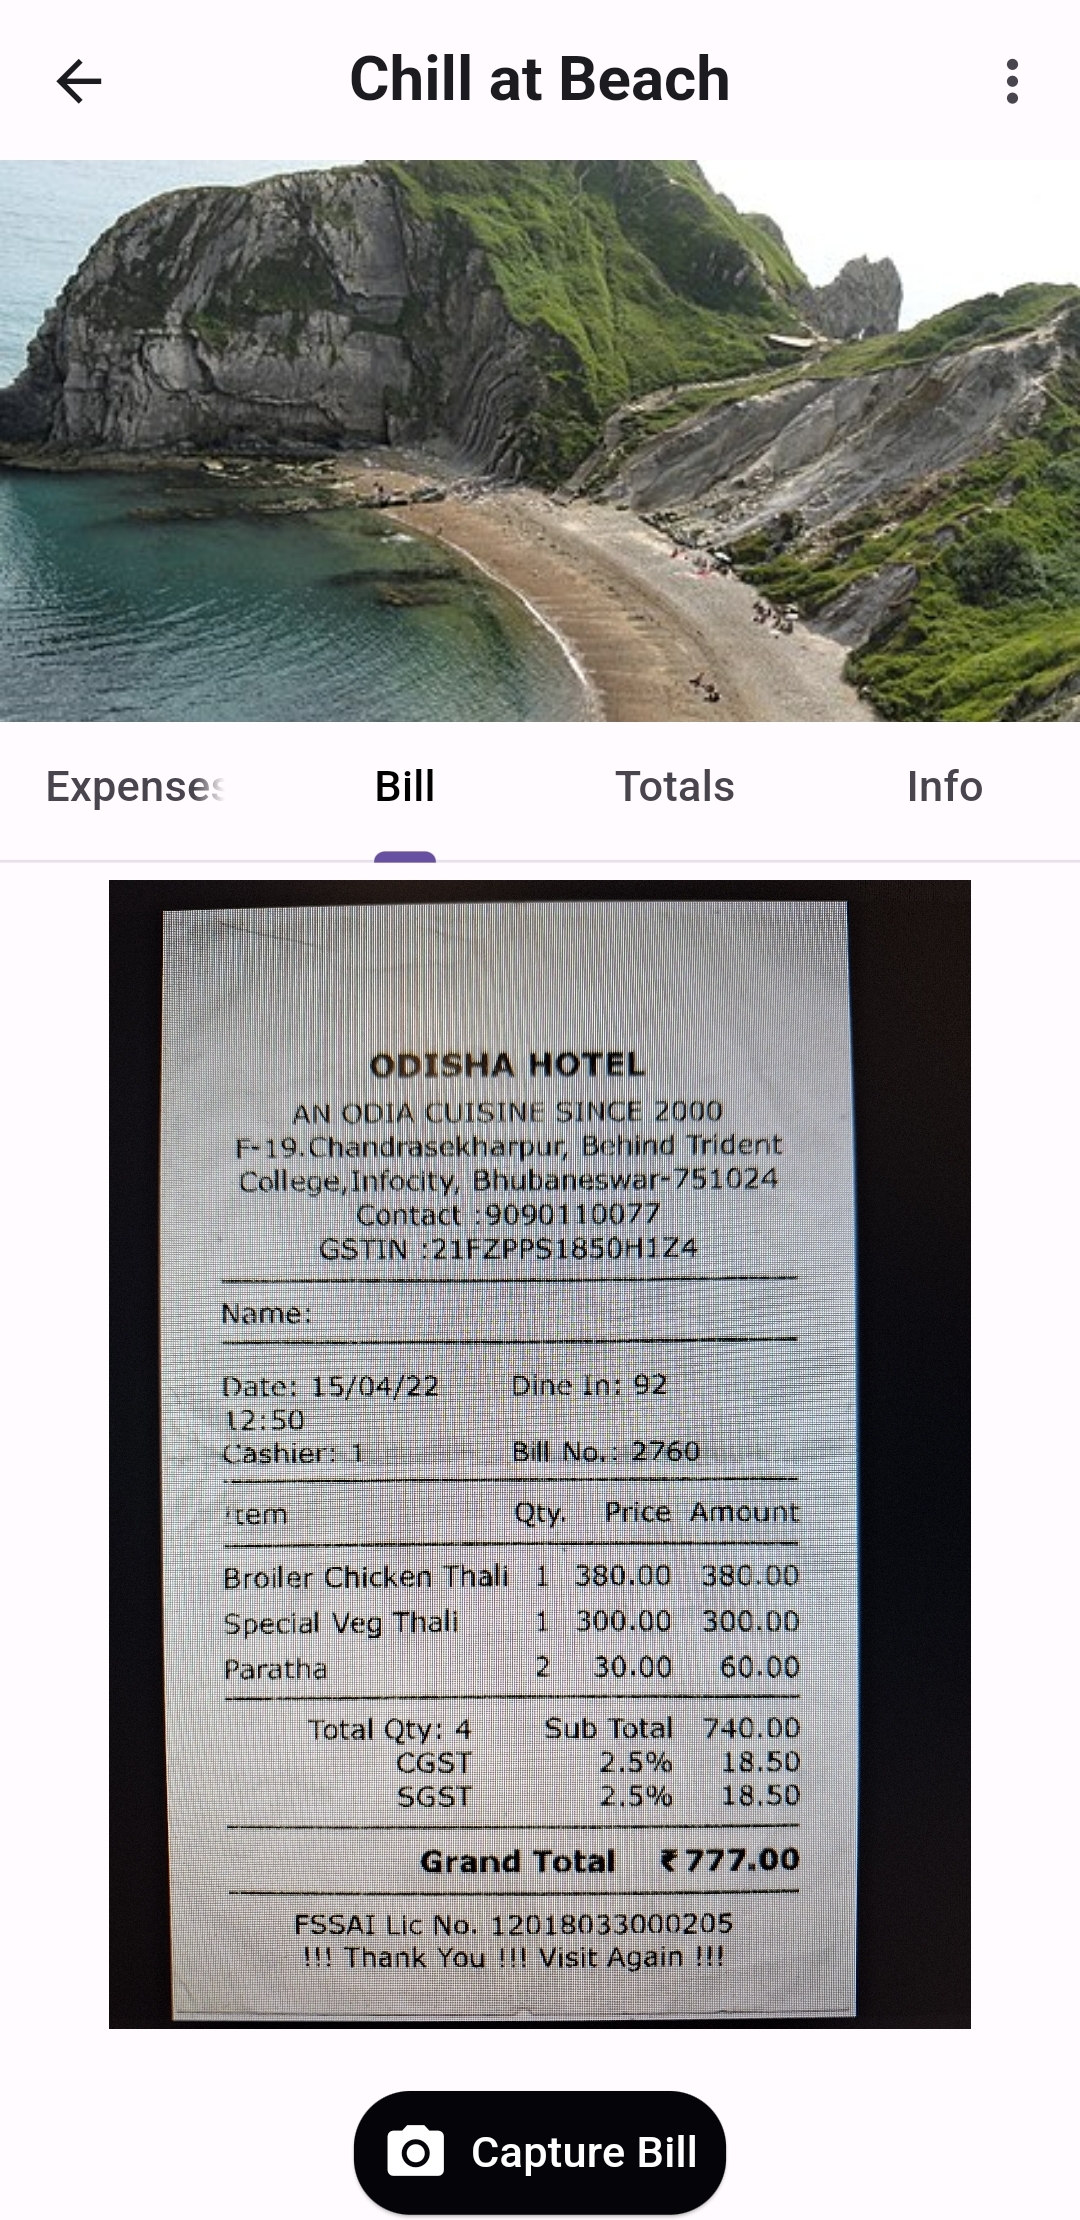 Chill at Beach
Expenses Bill Totals Info
ODISHA HOTEL
AN ODIA CUISINE SINCE 2000
F-19.Chandrasekharpur, Behind Trident
College,Infocity, Bhubaneswar-751024
Contact :9090110077
GSTIN :21FZPPS1850H1Z4
Name:
Date: 15/04/22 Dine In: 92
12:50
Cashier: 1 Bill No.: 2760
Item Qty. Price Amount
Broiler Chicken Thali 1 380.00 380.00
Special Veg Thali 1 300.00 300.00
Paratha 2 30.00 60.00
Total Qty: 4 Sub Total 740.00
CGST 2.5% 18.50
SGST 2.5% 18.50
Grand Total ₹777.00
FSSAI Lic No. 12018033000205
!!! Thank You !!! Visit Again !!!
Capture Bill